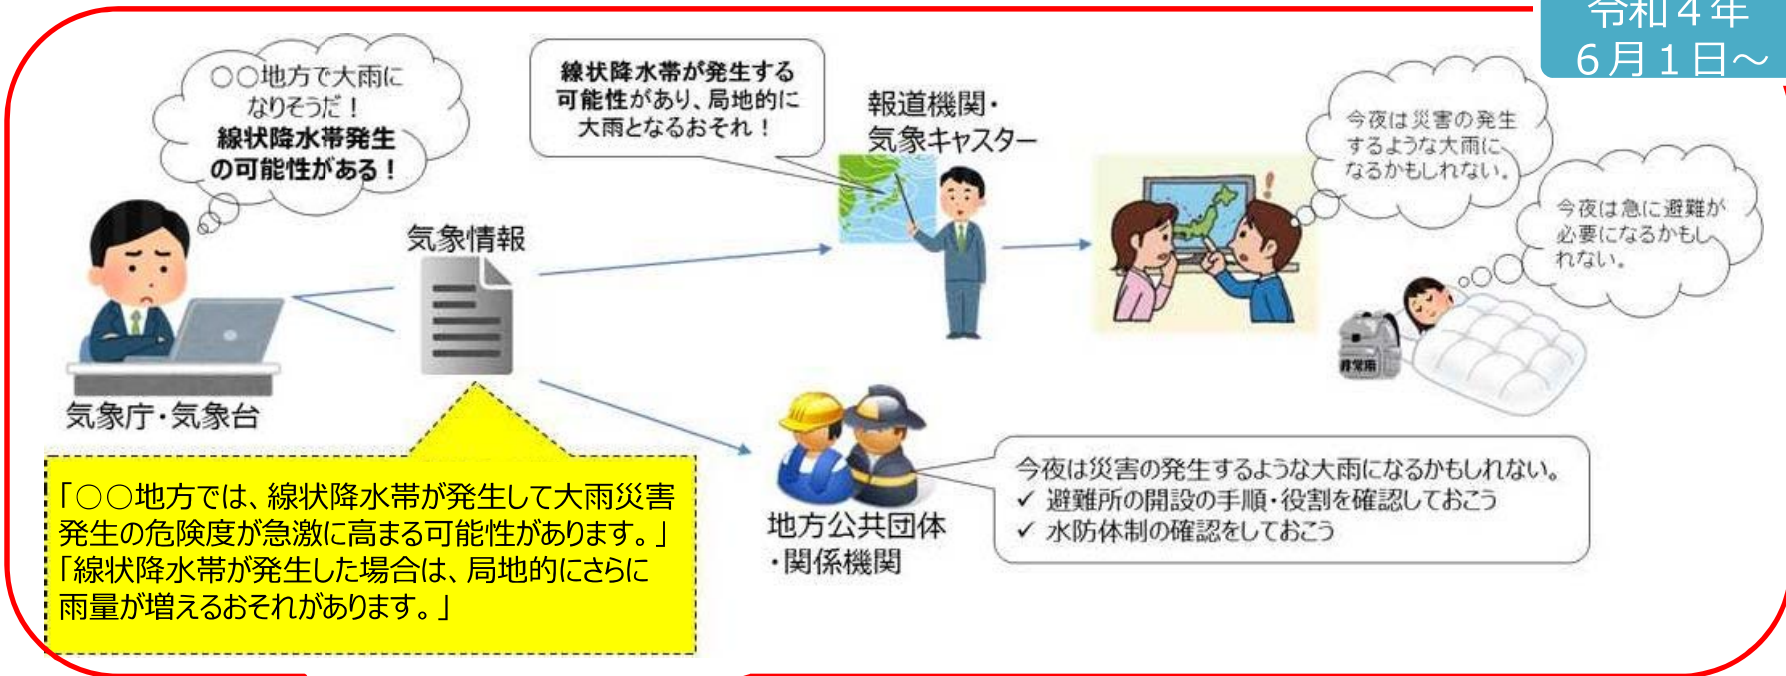 令和４年
６月１日～
○○地方で大雨に
なりそうだ！
線状降水帯発生
の可能性がある！
線状降水帯が発生する
可能性があり、局地的に
大雨となるおそれ！
報道機関・
気象キャスター
今夜は災害の発生
するような大雨に
なるかもしれない。
今夜は急に避難が
必要になるかもし
れない。
気象情報
非常用
気象庁・気象台
「○○地方では、線状降水帯が発生して大雨災害
発生の危険度が急激に高まる可能性があります。」
「線状降水帯が発生した場合は、局地的にさらに
雨量が増えるおそれがあります。」
地方公共団体
・関係機関
今夜は災害の発生するような大雨になるかもしれない。
✓ 避難所の開設の手順・役割を確認しておこう
✓ 水防体制の確認をしておこう